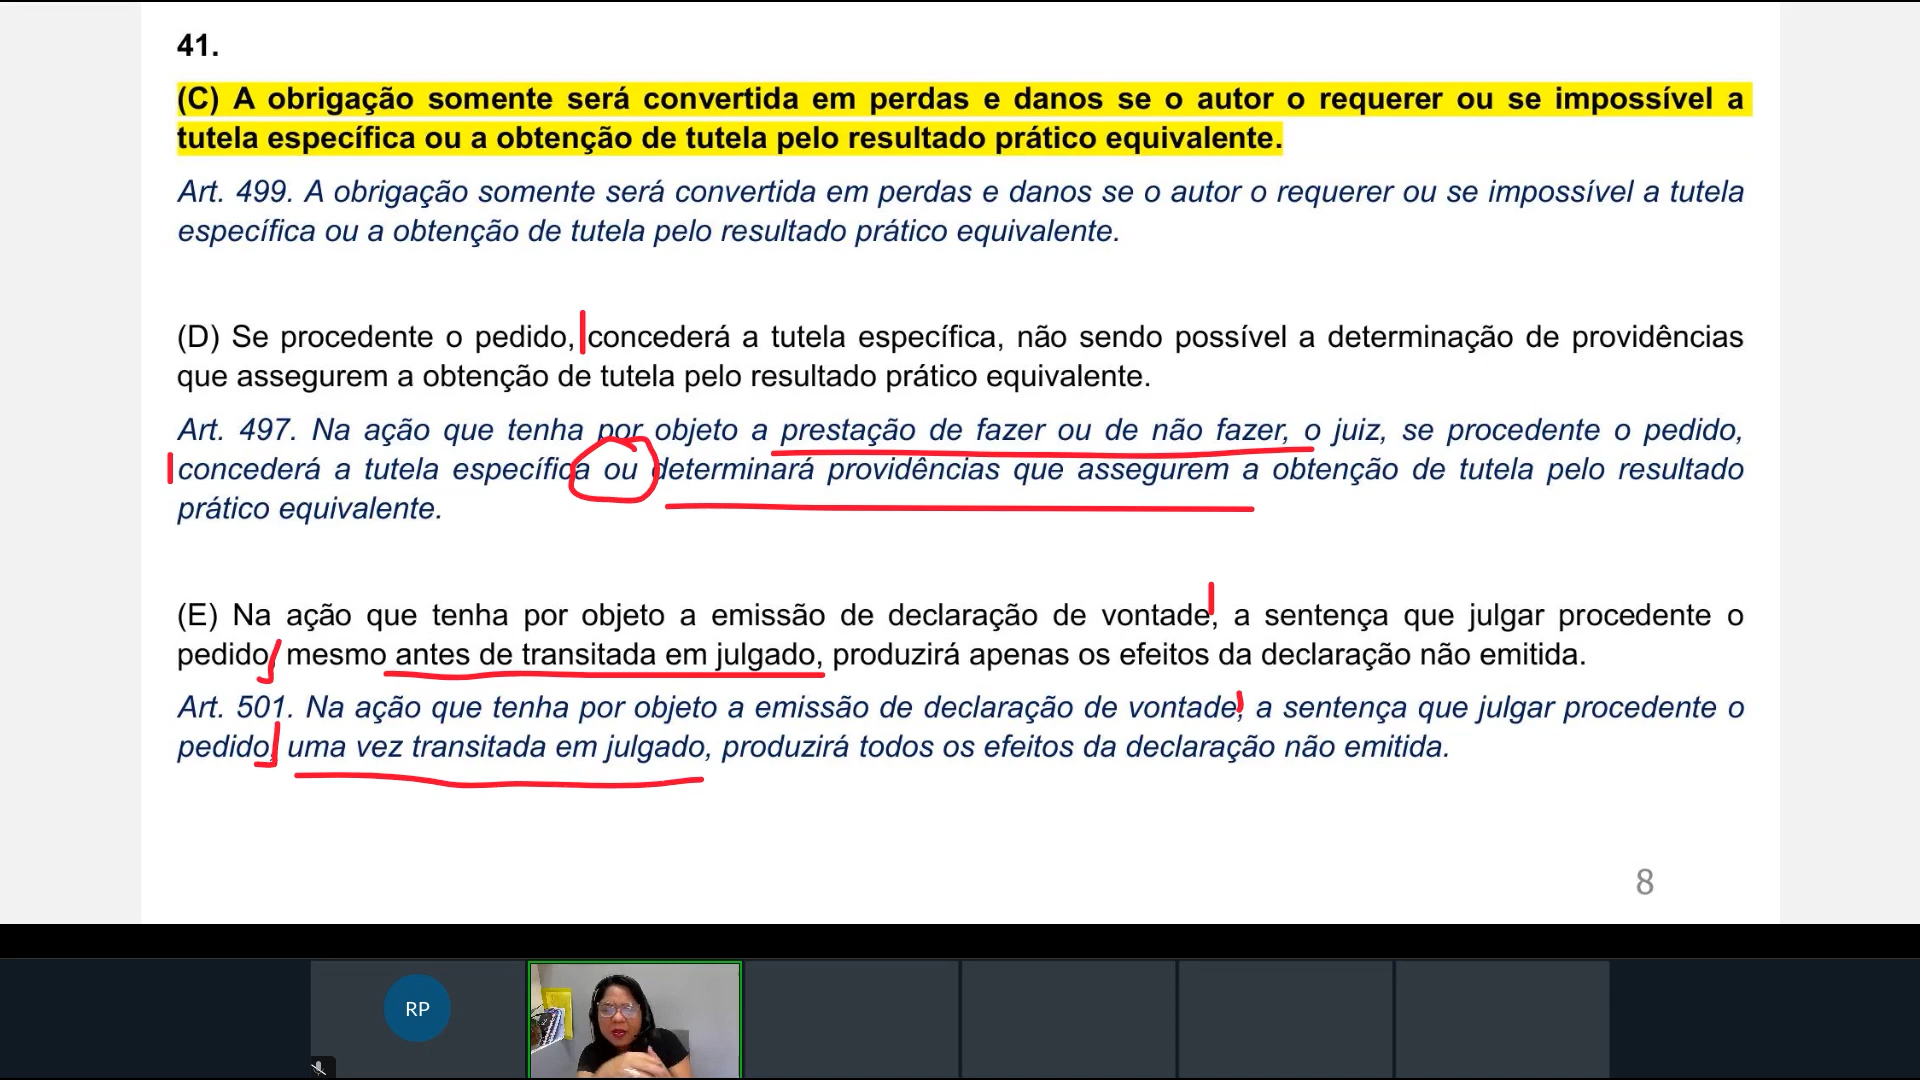 41.
(C) A obrigação somente será convertida em perdas e danos se o autor o requerer ou se impossível a
tutela específica ou a obtenção de tutela pelo resultado prático equivalente.
Art. 499. A obrigação somente será convertida em perdas e danos se o autor o requerer ou se impossível a tutela
específica ou a obtenção de tutela pelo resultado prático equivalente.
(D) Se procedente o pedido, concederá a tutela específica, não sendo possível a determinação de providências
que assegurem a obtenção de tutela pelo resultado prático equivalente.
Art. 497. Na ação que tenha por objeto a prestação de fazer ou de não fazer, o juiz, se procedente o pedido,
concederá a tutela específica ou determinará providências que assegurem a obtenção de tutela pelo resultado
prático equivalente.
(E) Na ação que tenha por objeto a emissão de declaração de vontade, a sentença que julgar procedente o
pedido, mesmo antes de transitada em julgado, produzirá apenas os efeitos da declaração não emitida.
Art. 501. Na ação que tenha por objeto a emissão de declaração de vontade, a sentença que julgar procedente o
pedido, uma vez transitada em julgado, produzirá todos os efeitos da declaração não emitida.
8
RP